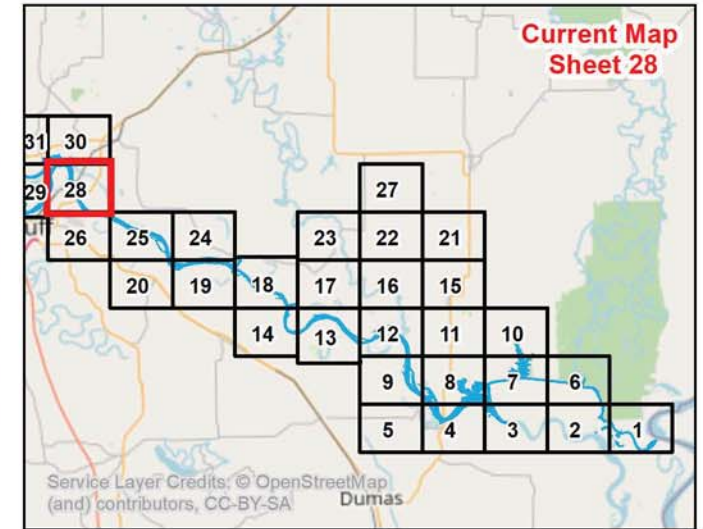 Current Map
Sheet 28
31 30
27
29 28
uff
26 25 24 23 22 21
20 19 18 17 16 15
14 13 12 11 10
9 8 7 6
5 4 3 2 1
Service Layer Credits: © OpenStreetMap
(and) contributors, CC-BY-SA
Dumas